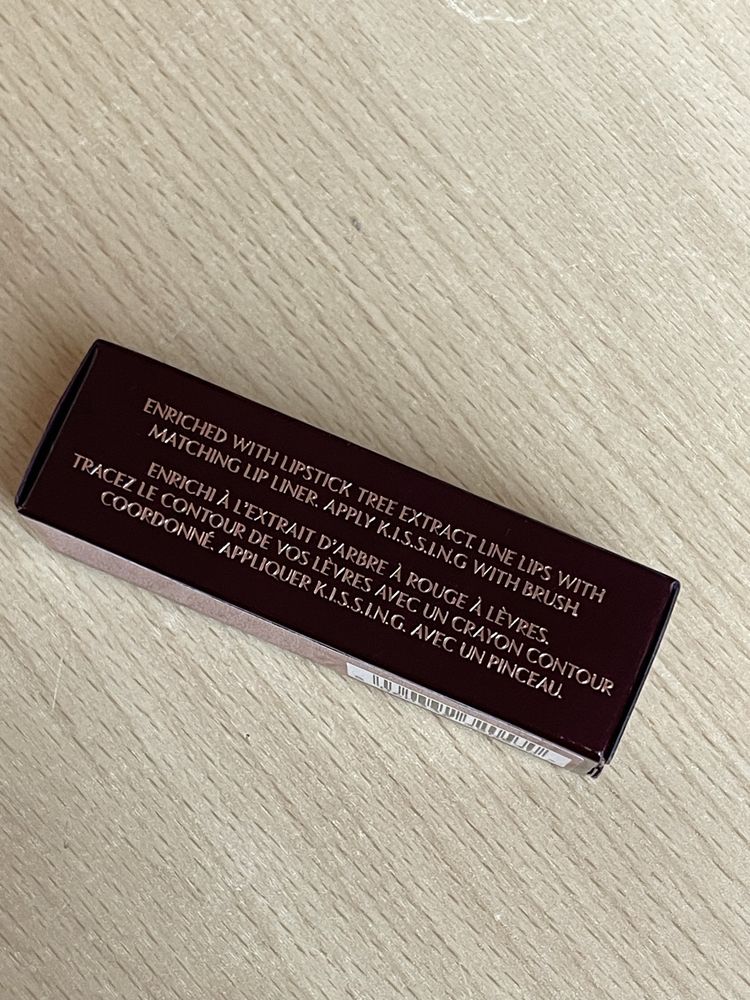 ENRICHED WITH LIPSTICK TREE EXTRACT. LINE LIPS WITH
MATCHING LIP LINER. APPLY K.I.S.S.I.N.G WITH BRUSH.
ENRICHI À L'EXTRAIT D'ARBRE À ROUGE À LÈVRES.
TRACEZ LE CONTOUR DE VOS LÈVRES AVEC UN CRAYON CONTOUR
COORDONNÉ. APPLIQUER K.I.S.S.I.N.G. AVEC UN PINCEAU.